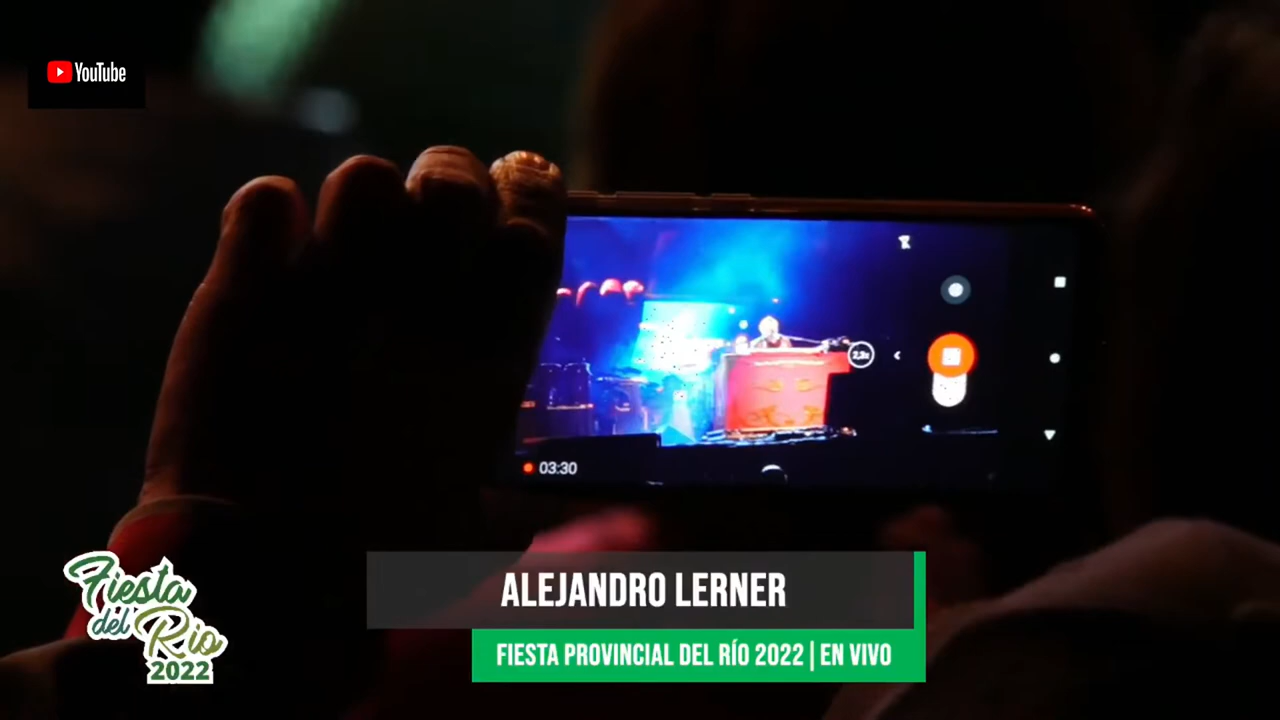 YouTube
2,3x
03:30
Fiesta
del
Río
2022
ALEJANDRO LERNER
FIESTA PROVINCIAL DEL RÍO 2022 | EN VIVO